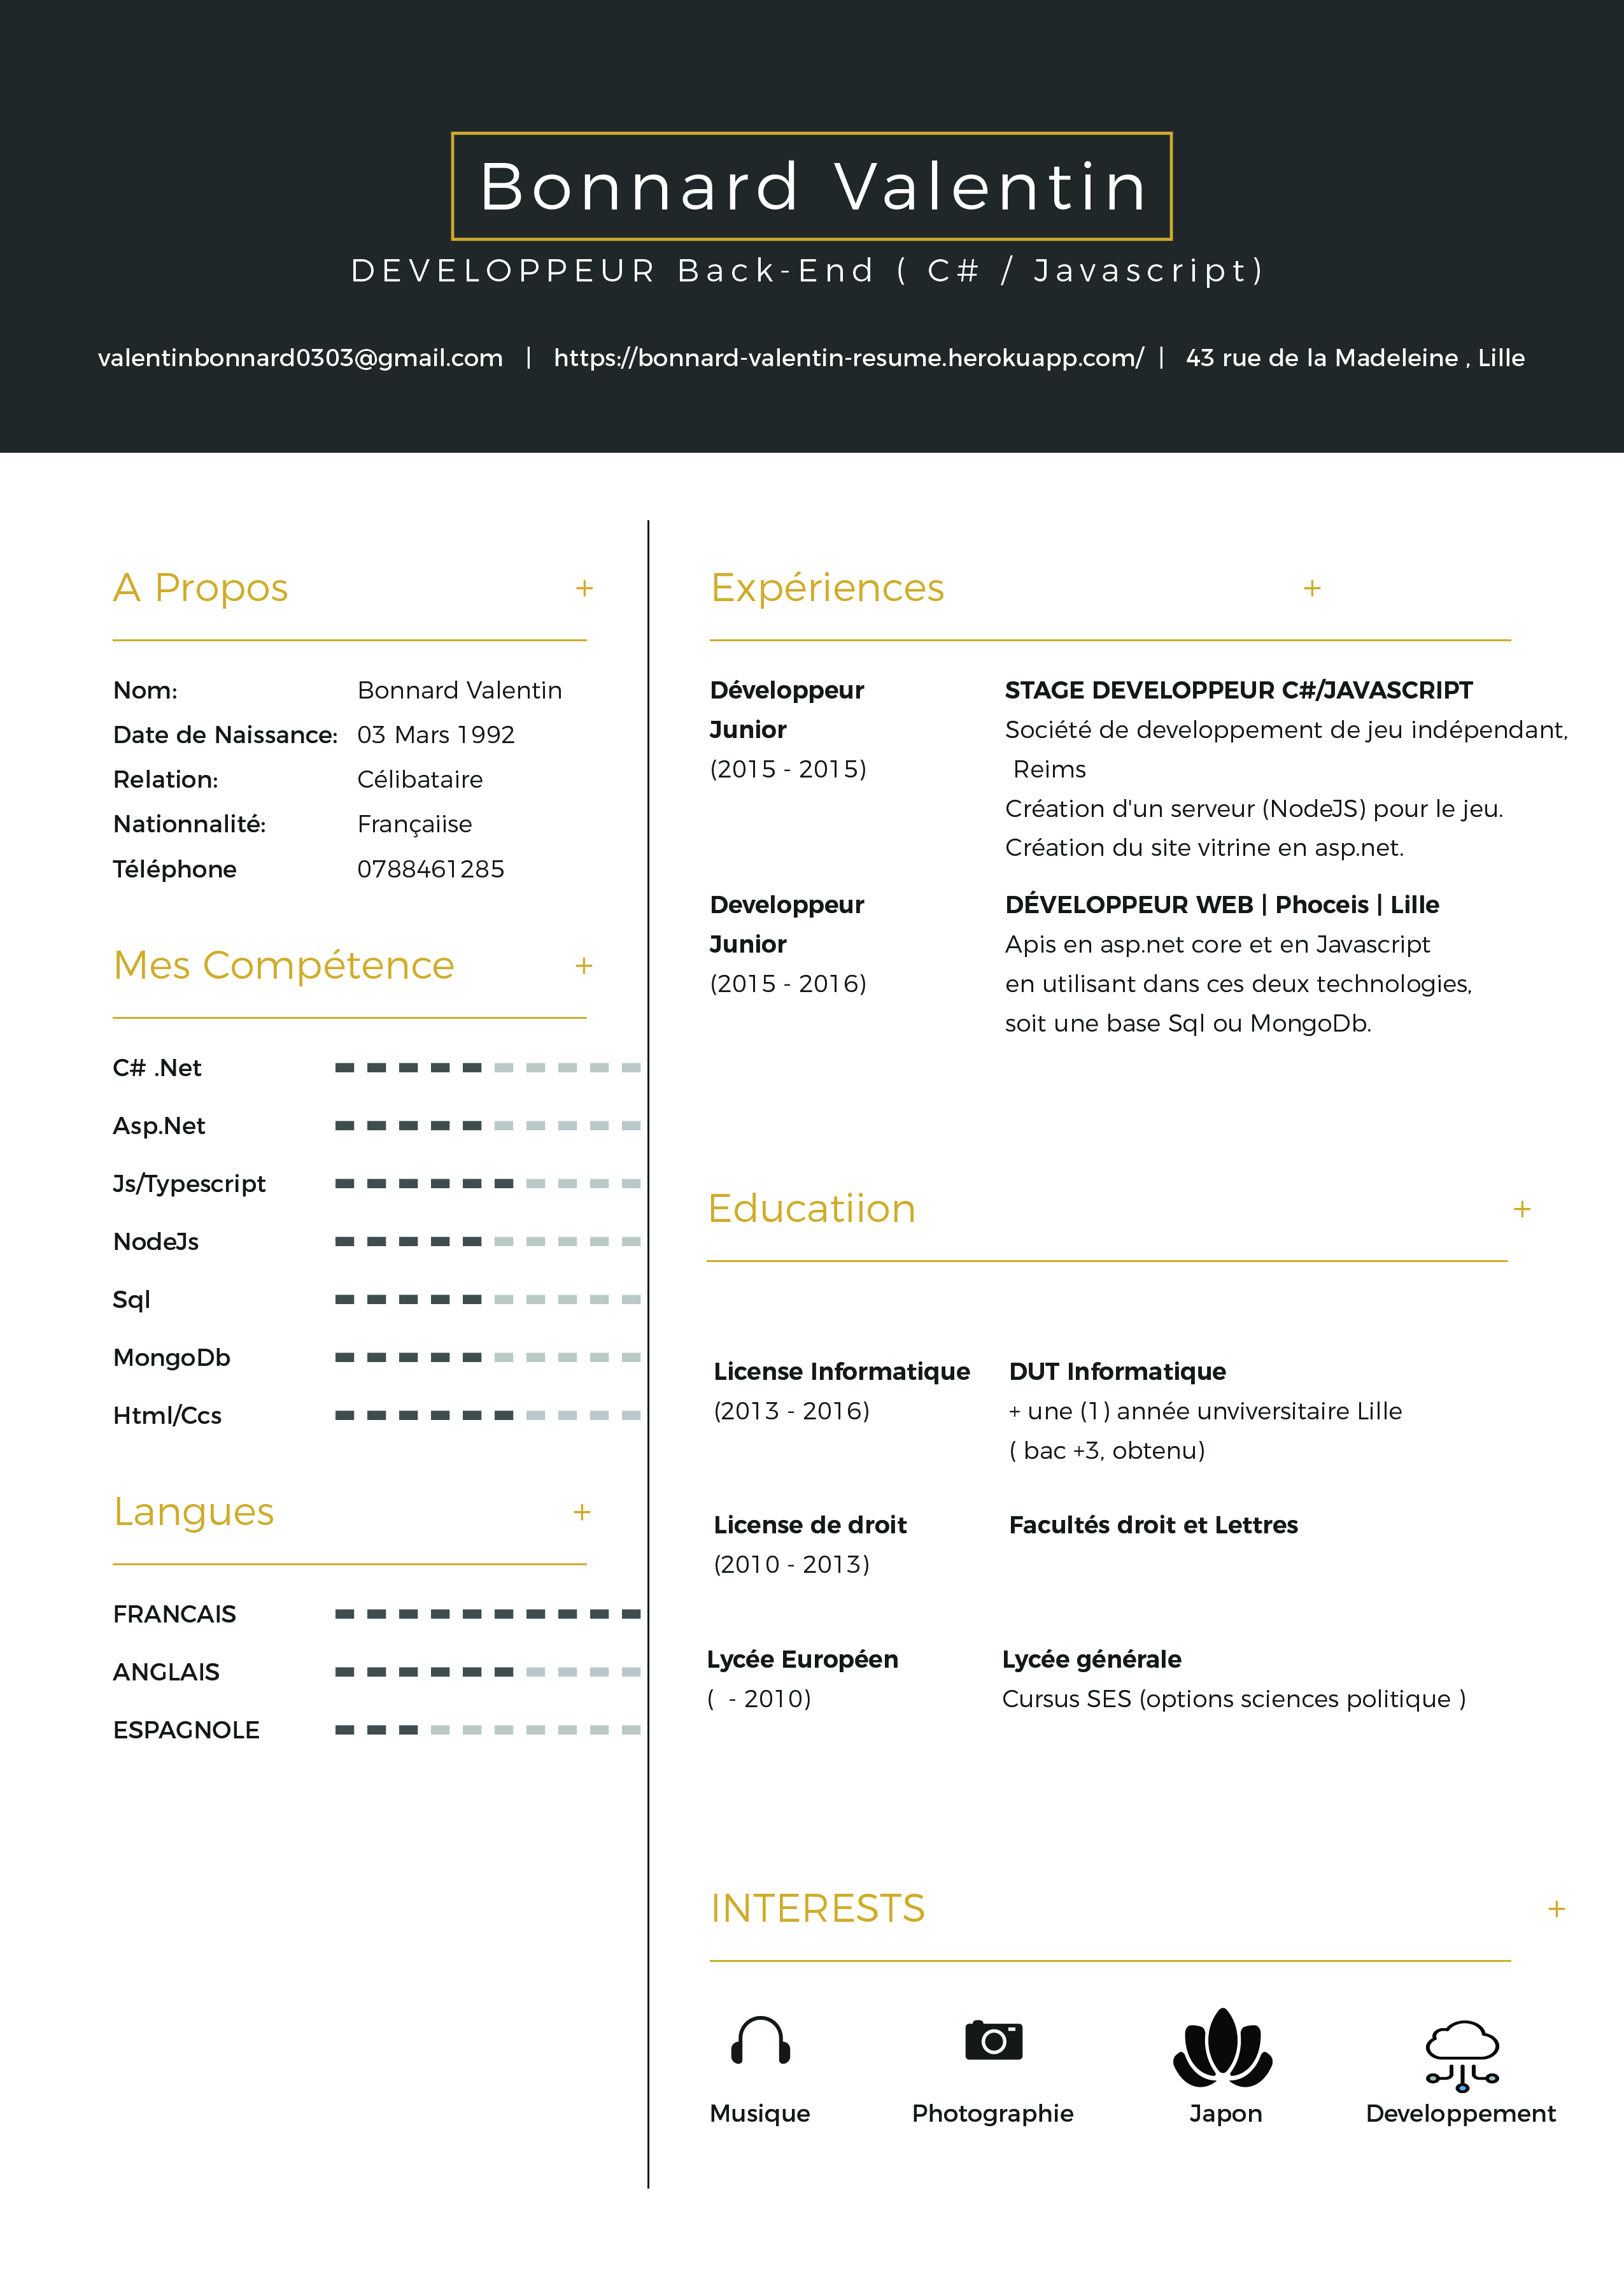 Bonnard Valentin
DEVELOPPEUR Back-End ( C# / Javascript)
valentinbonnard0303@gmail.com | https://bonnard-valentin-resume.herokuapp.com/ | 43 rue de la Madeleine , Lille
A Propos +
Nom: Bonnard Valentin
Date de Naissance: 03 Mars 1992
Relation: Célibataire
Nationnalité: Françaiise
Téléphone 0788461285
Mes Compétence +
C# .Net
Asp.Net
Js/Typescript
NodeJs
Sql
MongoDb
Html/Ccs
Langues +
FRANCAIS
ANGLAIS
ESPAGNOLE
Expériences +
Développeur
Junior
(2015 - 2015)
STAGE DEVELOPPEUR C#/JAVASCRIPT
Société de developpement de jeu indépendant,
Reims
Création d'un serveur (NodeJS) pour le jeu.
Création du site vitrine en asp.net.
Developpeur
Junior
(2015 - 2016)
DÉVELOPPEUR WEB | Phoceis | Lille
Apis en asp.net core et en Javascript
en utilisant dans ces deux technologies,
soit une base Sql ou MongoDb.
Educatiion +
License Informatique
(2013 - 2016)
DUT Informatique
+ une (1) année unviversitaire Lille
( bac +3, obtenu)
License de droit
(2010 - 2013)
Facultés droit et Lettres
Lycée Européen
( - 2010)
Lycée générale
Cursus SES (options sciences politique )
INTERESTS +
Musique Photographie Japon Developpement